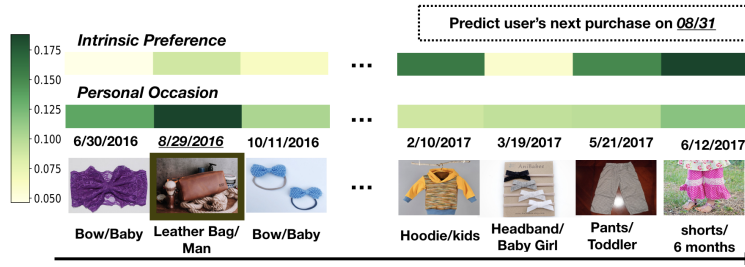 Predict user's next purchase on 08/31
Intrinsic Preference
...
Personal Occasion
...
0.175
0.150
0.125
0.100
0.075
0.050
6/30/2016 8/29/2016 10/11/2016 2/10/2017 3/19/2017 5/21/2017 6/12/2017
...
Bow/Baby Leather Bag/ Bow/Baby Hoodie/kids Headband/ Pants/ shorts/
Man Baby Girl Toddler 6 months